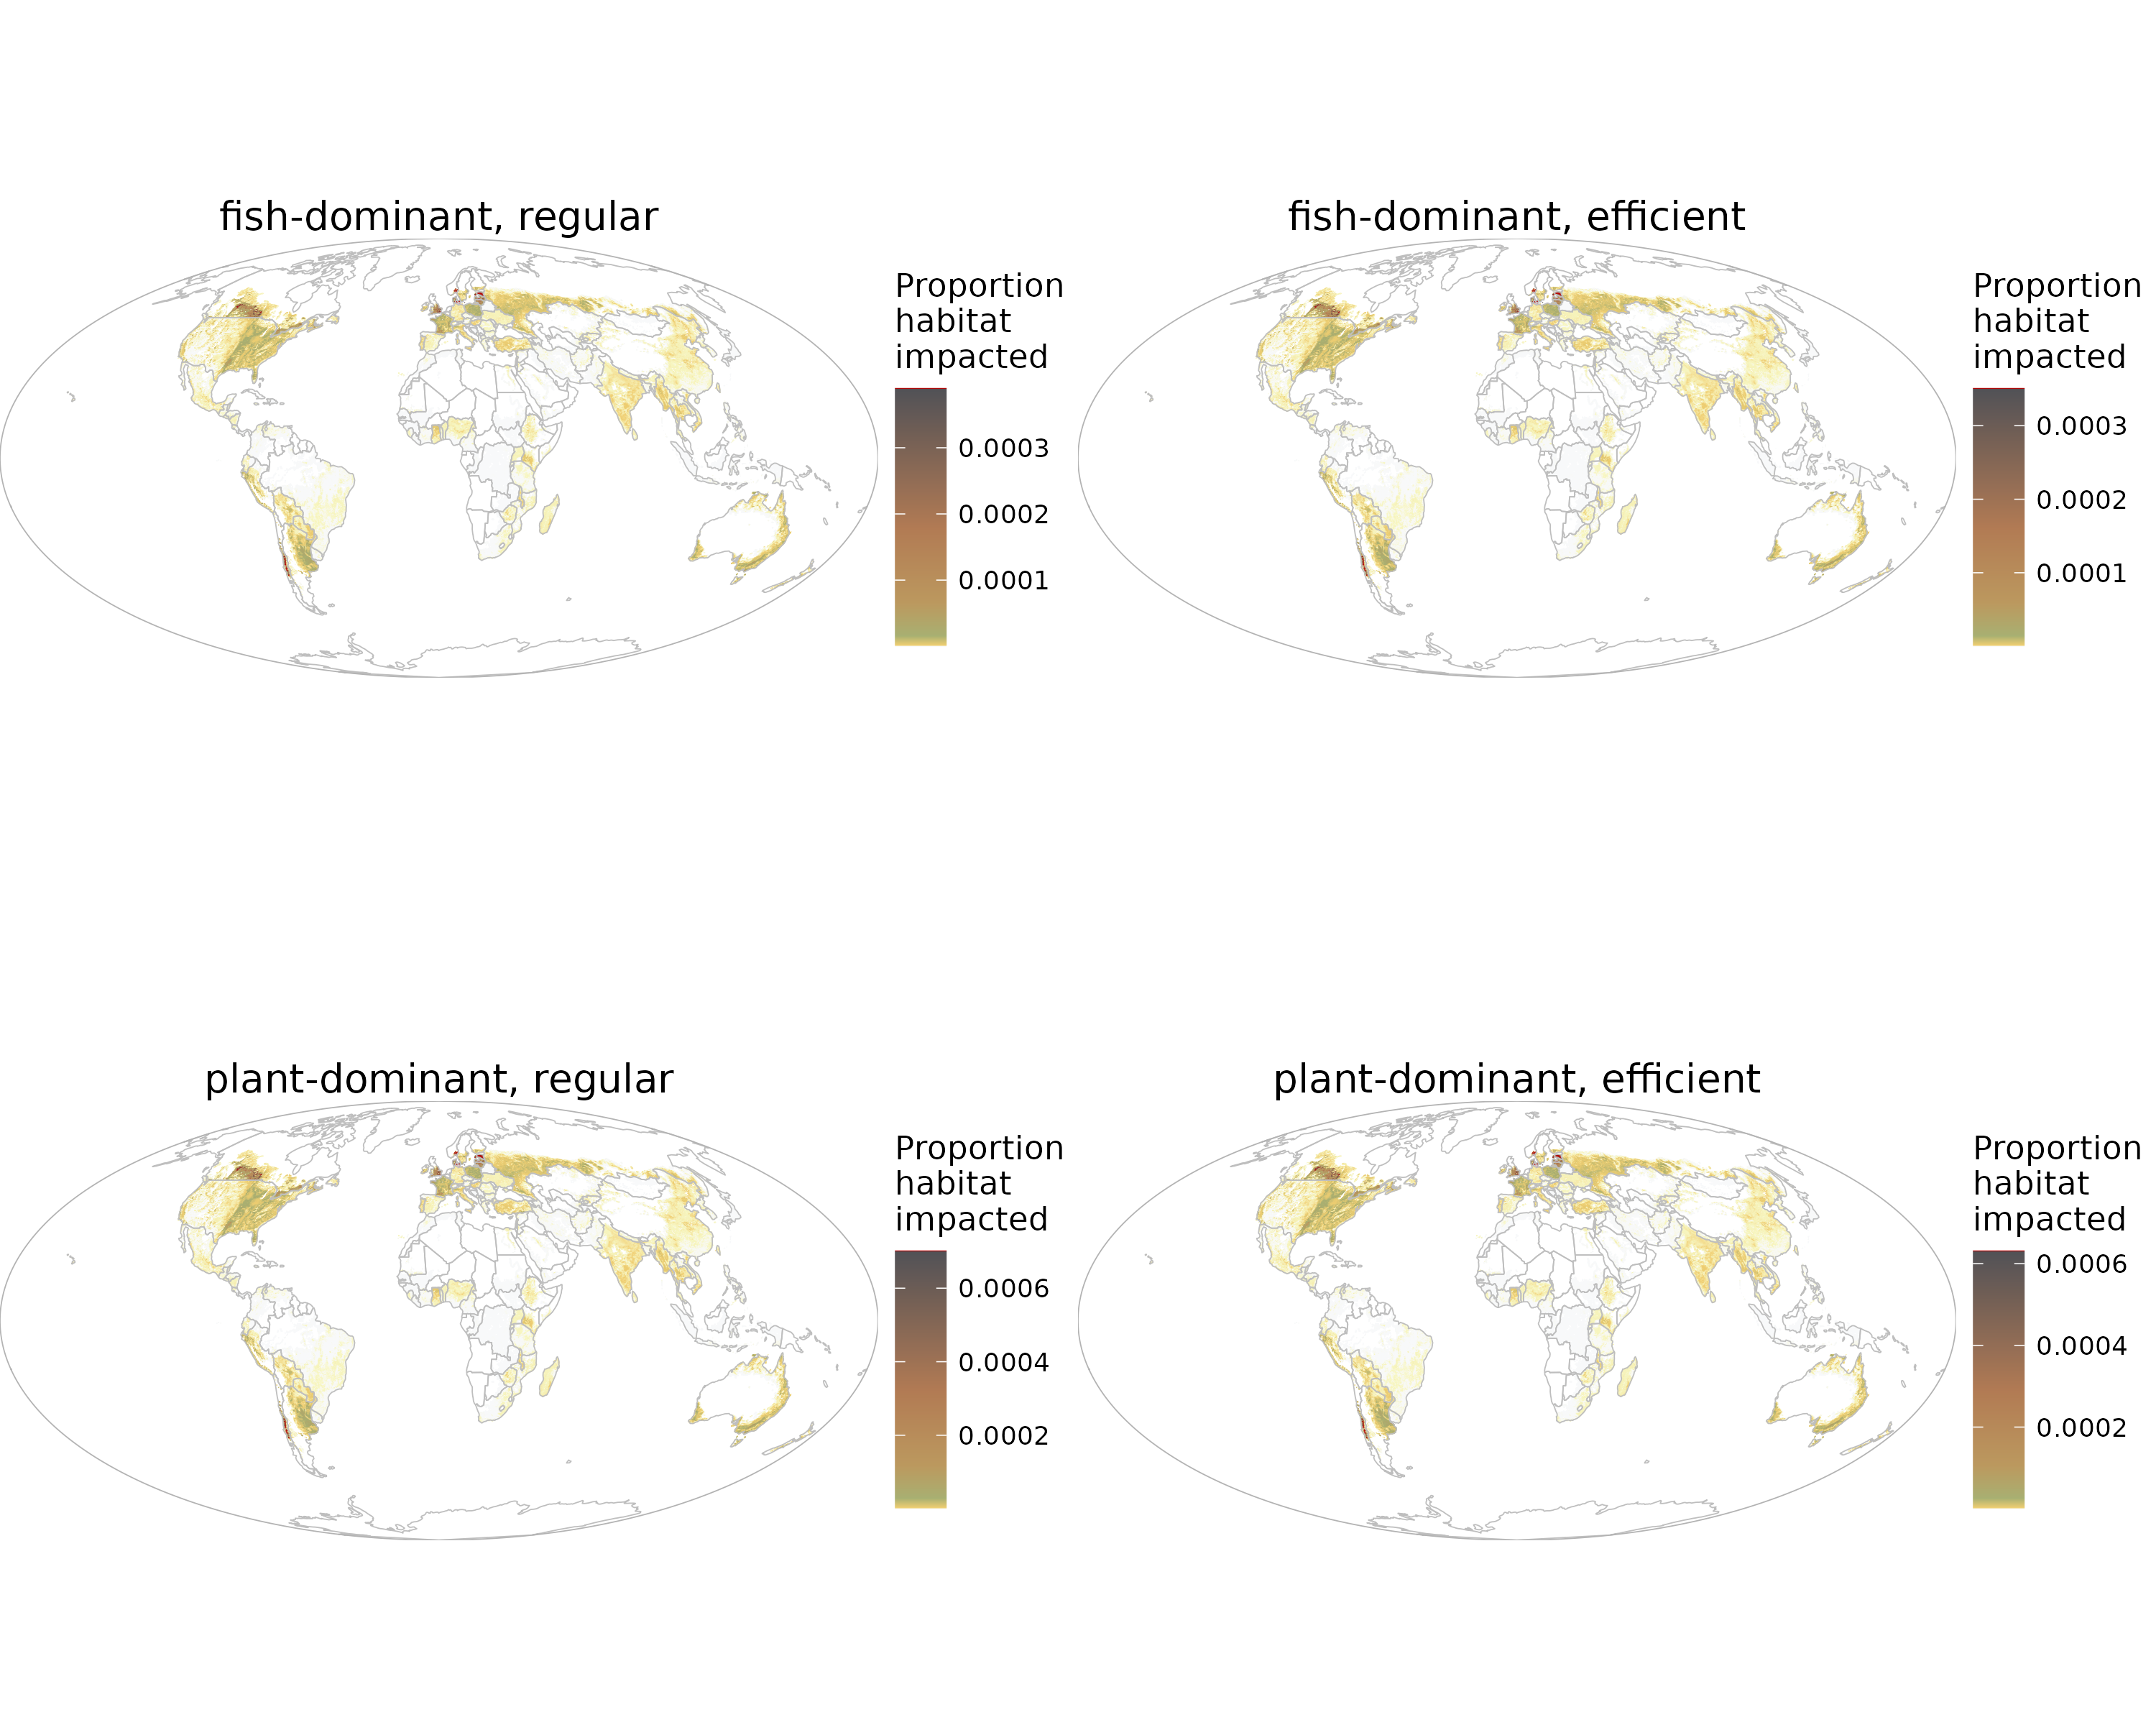 fish-dominant, regular
Proportion
habitat
impacted
0.0003
0.0002
0.0001
fish-dominant, efficient
Proportion
habitat
impacted
0.0003
0.0002
0.0001
plant-dominant, regular
Proportion
habitat
impacted
0.0006
0.0004
0.0002
plant-dominant, efficient
Proportion
habitat
impacted
0.0006
0.0004
0.0002